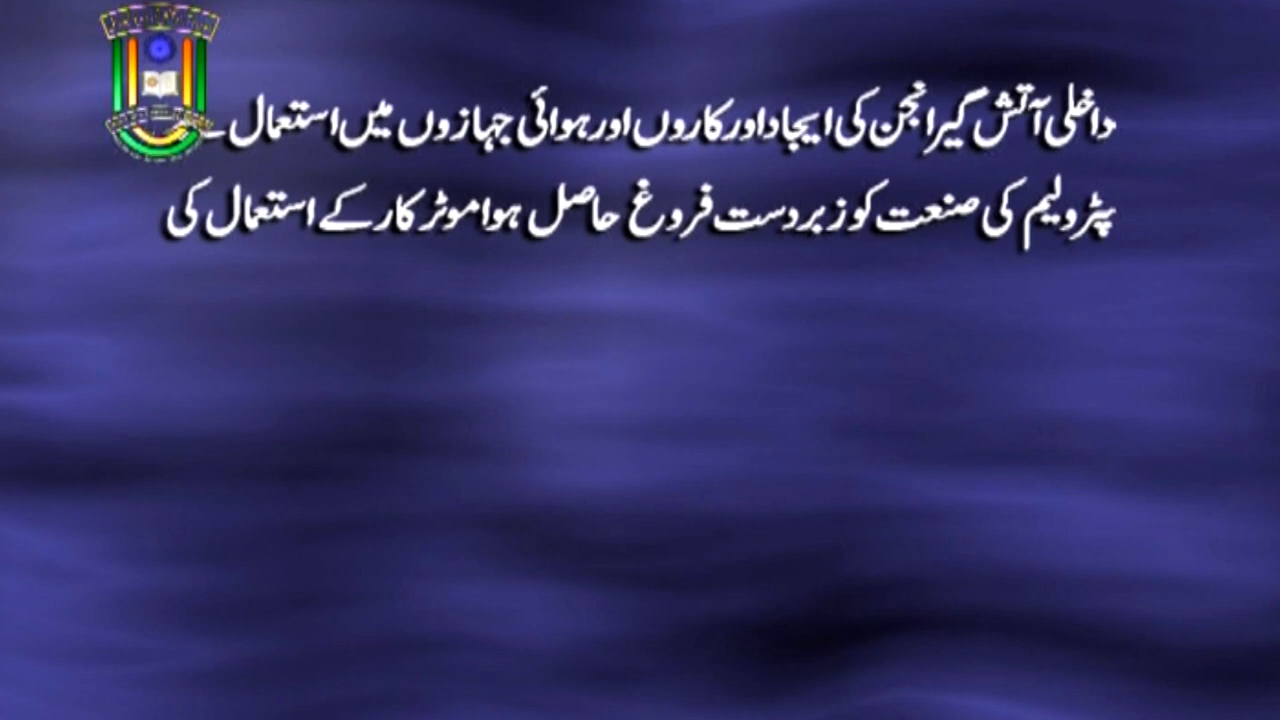 داخلی آتش گیر انجن کی ایجاد اور کاروں اور ہوائی جہازوں میں استعمال سے
پٹرولیم کی صنعت کو زبردست فروغ حاصل ہوا موٹر کار کے استعمال کی